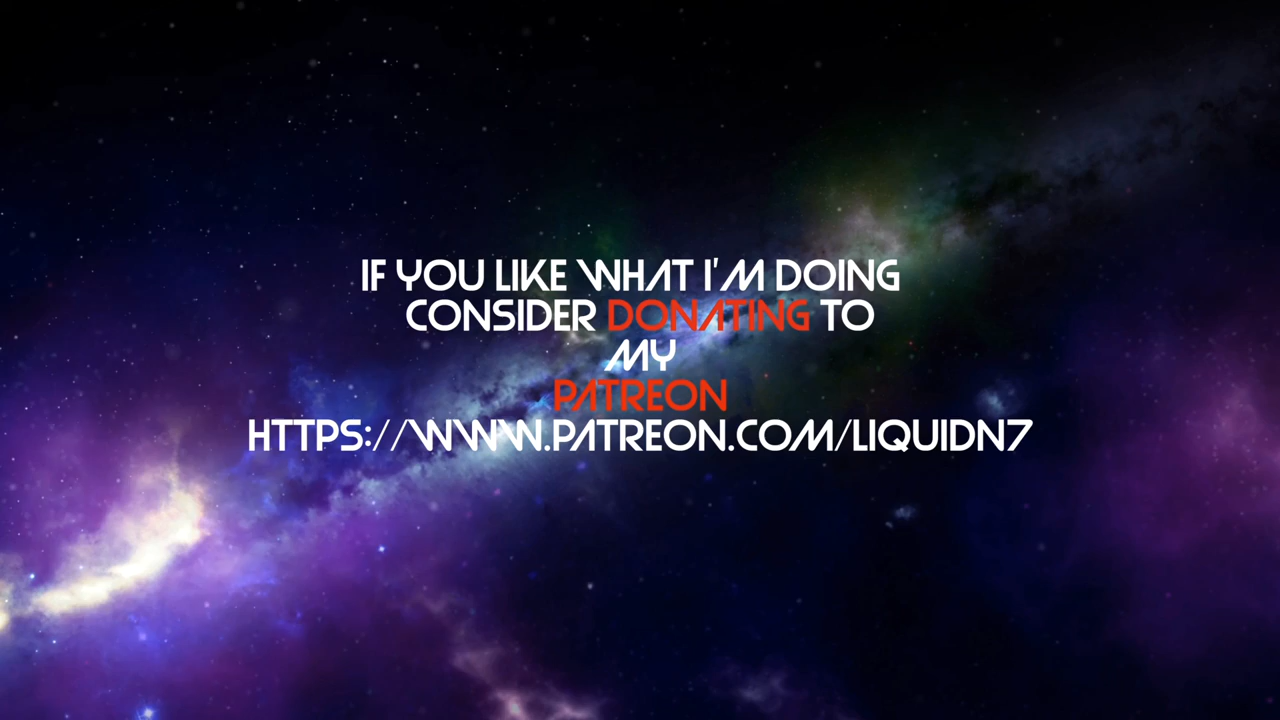 IF YOU LIKE WHAT I'M DOING
CONSIDER DONATING TO
MY
PATREON
HTTPS://WWW.PATREON.COM/LIQUIDN7